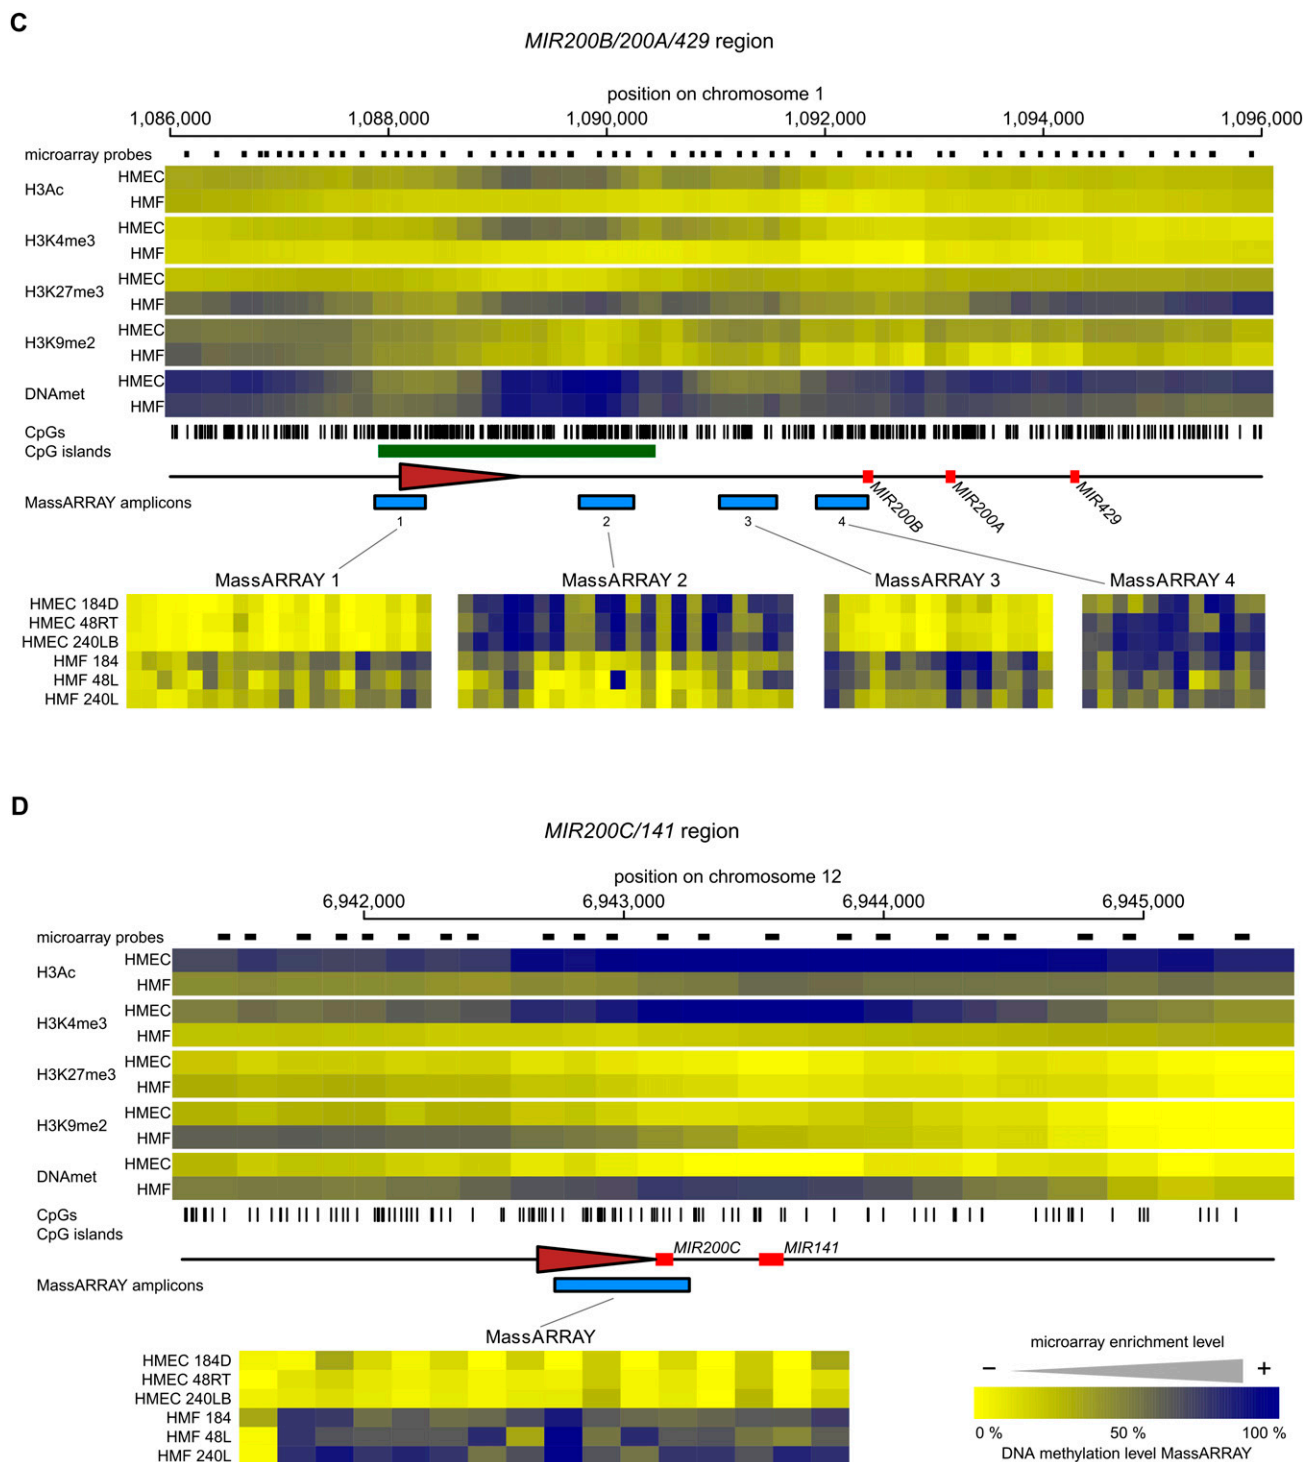 C
MIR200B/200A/429 region
position on chromosome 1
1,086,000 1,088,000 1,090,000 1,092,000 1,094,000 1,096,000
microarray probes
H3Ac HMEC
HMF
H3K4me3 HMEC
HMF
H3K27me3 HMEC
HMF
H3K9me2 HMEC
HMF
DNAmet HMEC
HMF
CpGs
CpG islands
MIR200B MIR200A MIR429
MassARRAY amplicons
1 2 3 4
MassARRAY 1 MassARRAY 2 MassARRAY 3 MassARRAY 4
HMEC 184D
HMEC 48RT
HMEC 240LB
HMF 184
HMF 48L
HMF 240L
D
MIR200C/141 region
position on chromosome 12
6,942,000 6,943,000 6,944,000 6,945,000
microarray probes
H3Ac HMEC
HMF
H3K4me3 HMEC
HMF
H3K27me3 HMEC
HMF
H3K9me2 HMEC
HMF
DNAmet HMEC
HMF
CpGs
CpG islands
MIR200C MIR141
MassARRAY amplicons
MassARRAY
HMEC 184D
HMEC 48RT
HMEC 240LB
HMF 184
HMF 48L
HMF 240L
microarray enrichment level
− +
0 % 50 % 100 %
DNA methylation level MassARRAY